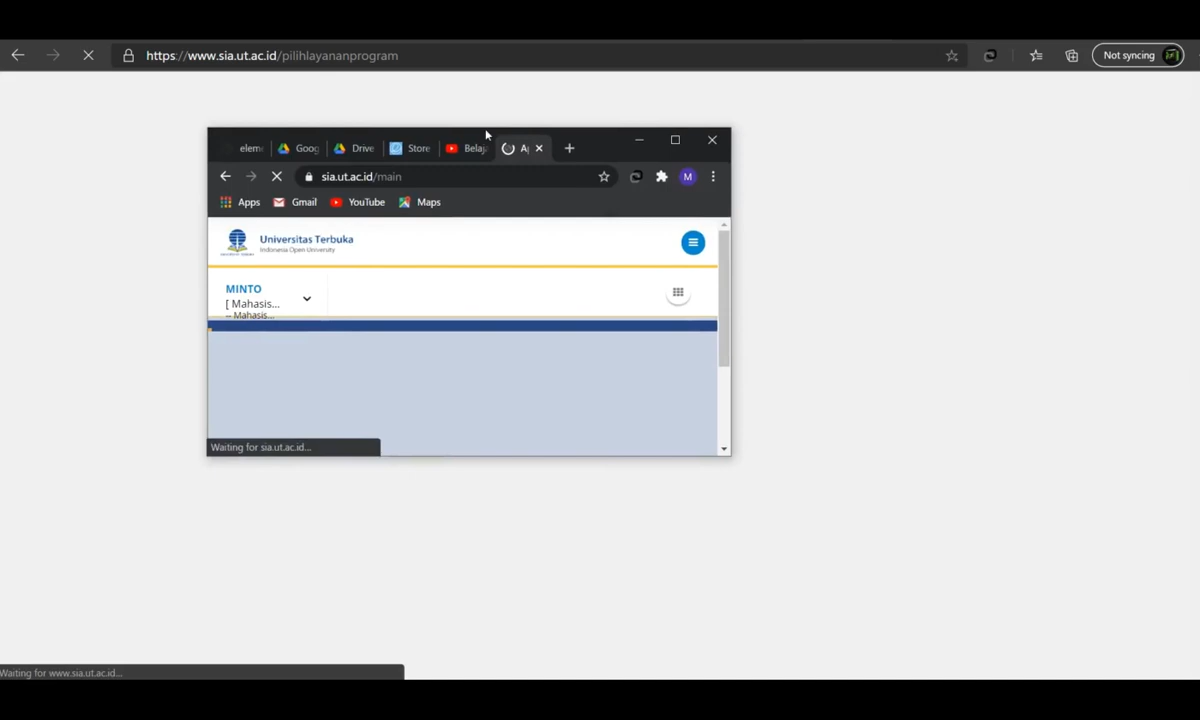 https://www.sia.ut.ac.id/pilihlayananprogram
Not syncing
elem
Goog
Drive
Store
Belaj
A
sia.ut.ac.id/main
M
Apps
Gmail
YouTube
Maps
Universitas Terbuka
Indonesia Open University
MINTO
[ Mahasis...
-- Mahasis...
Waiting for sia.ut.ac.id...
Waiting for www.sia.ut.ac.id...